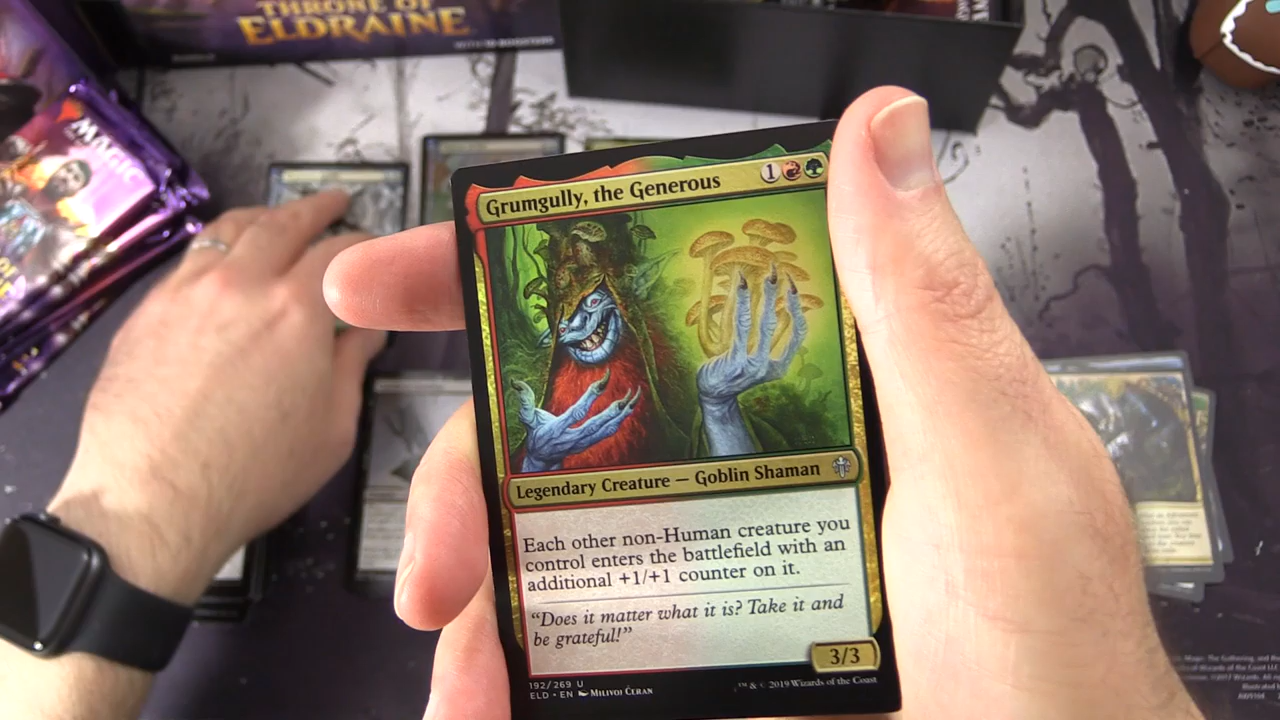 THRONE OF
ELDRAINE
MAGIC
Grumgully, the Generous
1
Legendary Creature — Goblin Shaman
Each other non-Human creature you
control enters the battlefield with an
additional +1/+1 counter on it.
"Does it matter what it is? Take it and
be grateful!"
3/3
192/269 U
ELD • EN MILIVOJ ĆERAN
™ & © 2019 Wizards of the Coast